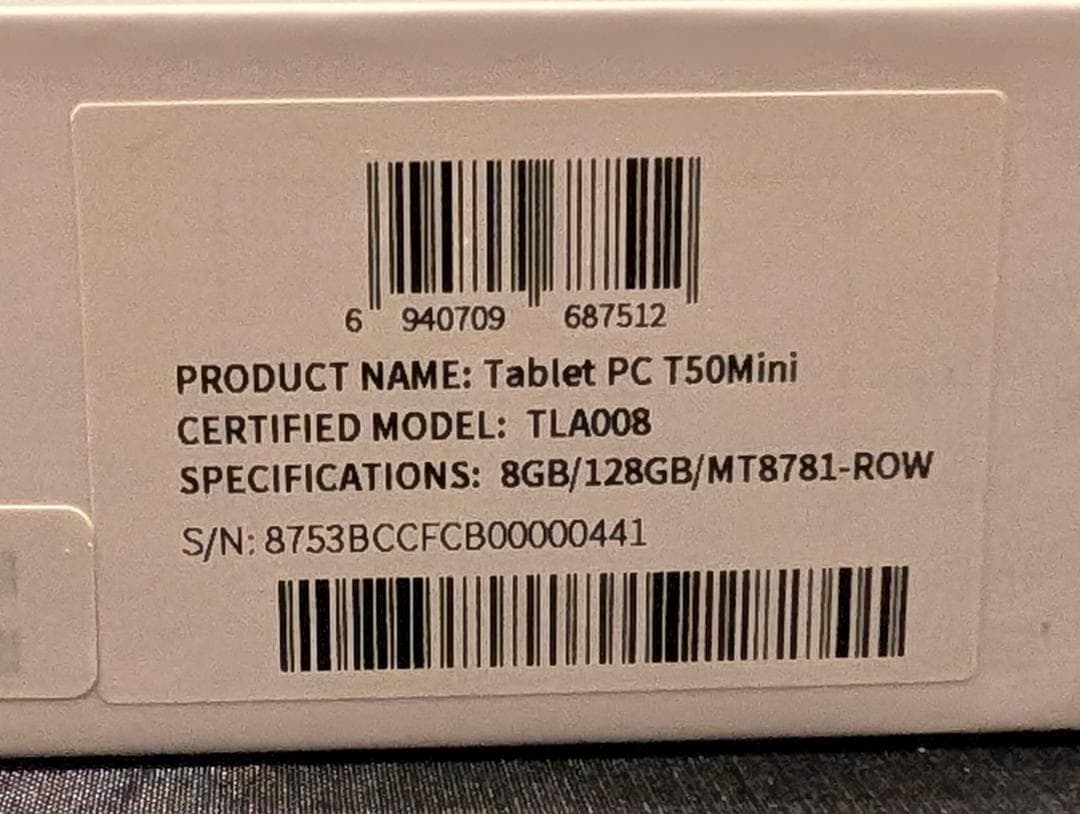 6 940709 687512
PRODUCT NAME: Tablet PC T50Mini
CERTIFIED MODEL: TLA008
SPECIFICATIONS: 8GB/128GB/MT8781-ROW
S/N: 8753BCCFCB00000441